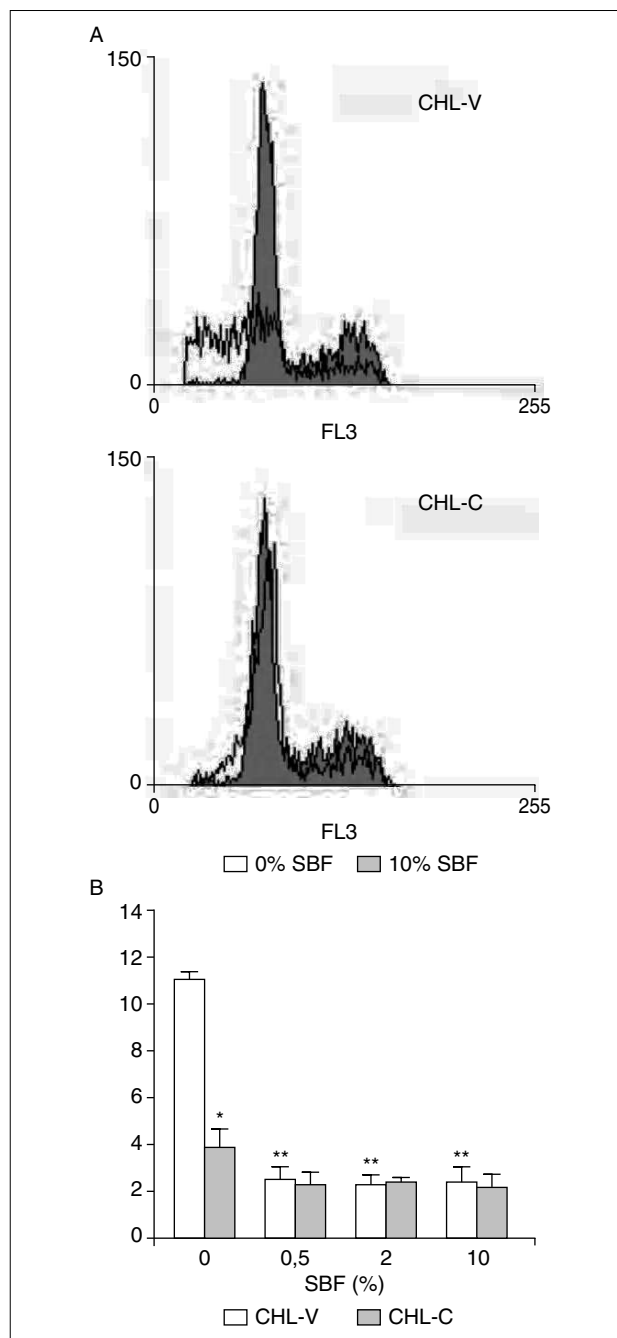 A
150
CHL-V
0
0 255
FL3
150
CHL-C
0
0 255
FL3
0% SBF 10% SBF
B
14
12
10
8
6
*
4
** ** **
2
0
0 0,5 2 10
SBF (%)
CHL-V CHL-C